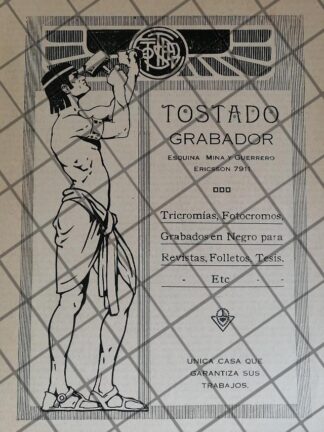 TOSTADO
GRABADOR
ESQUINA MINA Y GUERRERO
ERICSSON 7911
Tricromías, Fotocromos,
Grabados en Negro para
Revistas, Folletos, Tesis.
- Etc - -
UNICA CASA QUE
GARANTIZA SUS
TRABAJOS.